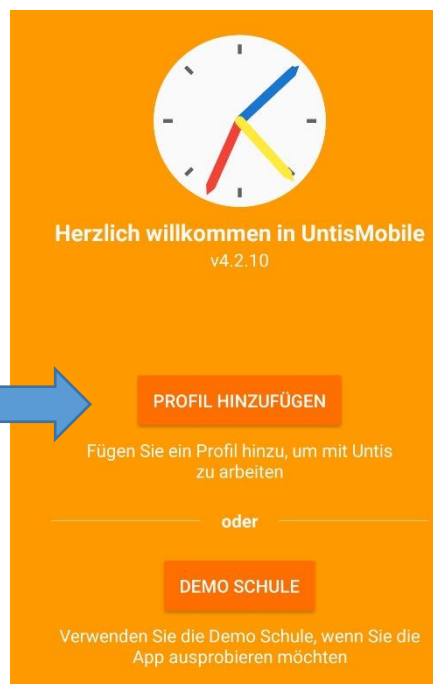 Herzlich willkommen in UntisMobile
v4.2.10
PROFIL HINZUFÜGEN
Fügen Sie ein Profil hinzu, um mit Untis
zu arbeiten
oder
DEMO SCHULE
Verwenden Sie die Demo Schule, wenn Sie die
App ausprobieren möchten